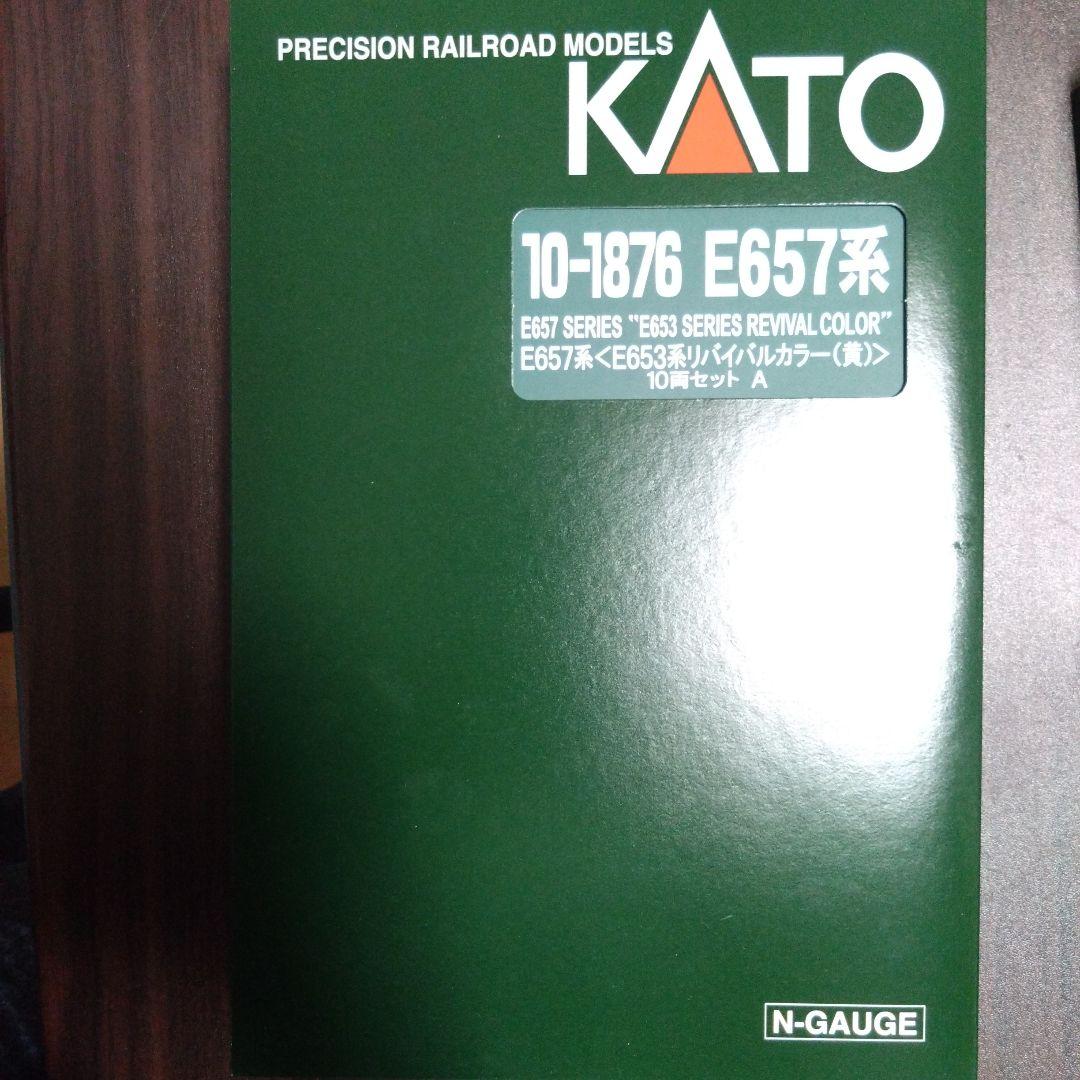 PRECISION RAILROAD MODELS
KATO
10-1876 E657系
E657 SERIES "E653 SERIES REVIVAL COLOR"
E657系<E653系リバイバルカラー(黄)>
10両セット A
N-GAUGE